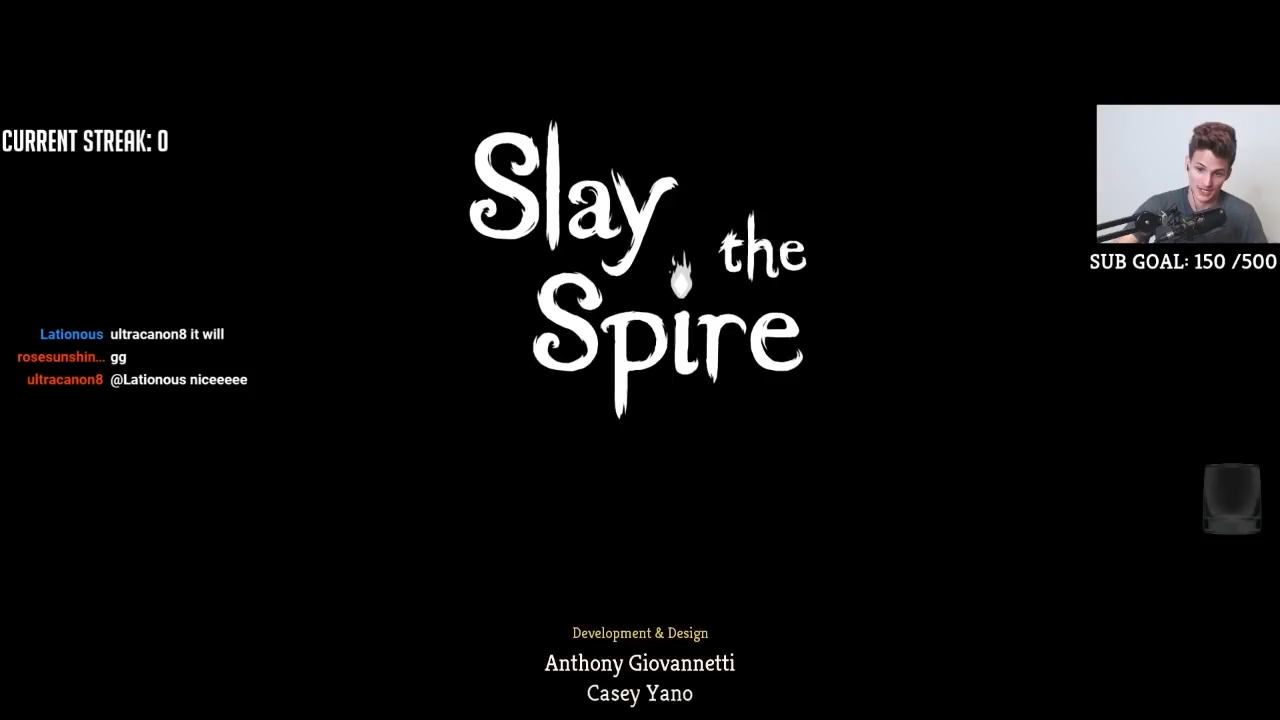 CURRENT STREAK: 0
Slay
the
Spire
SUB GOAL: 150 /500
Lationous ultracanon8 it will
rosesunshin... gg
ultracanon8 @Lationous niceeeee
Development & Design
Anthony Giovannetti
Casey Yano